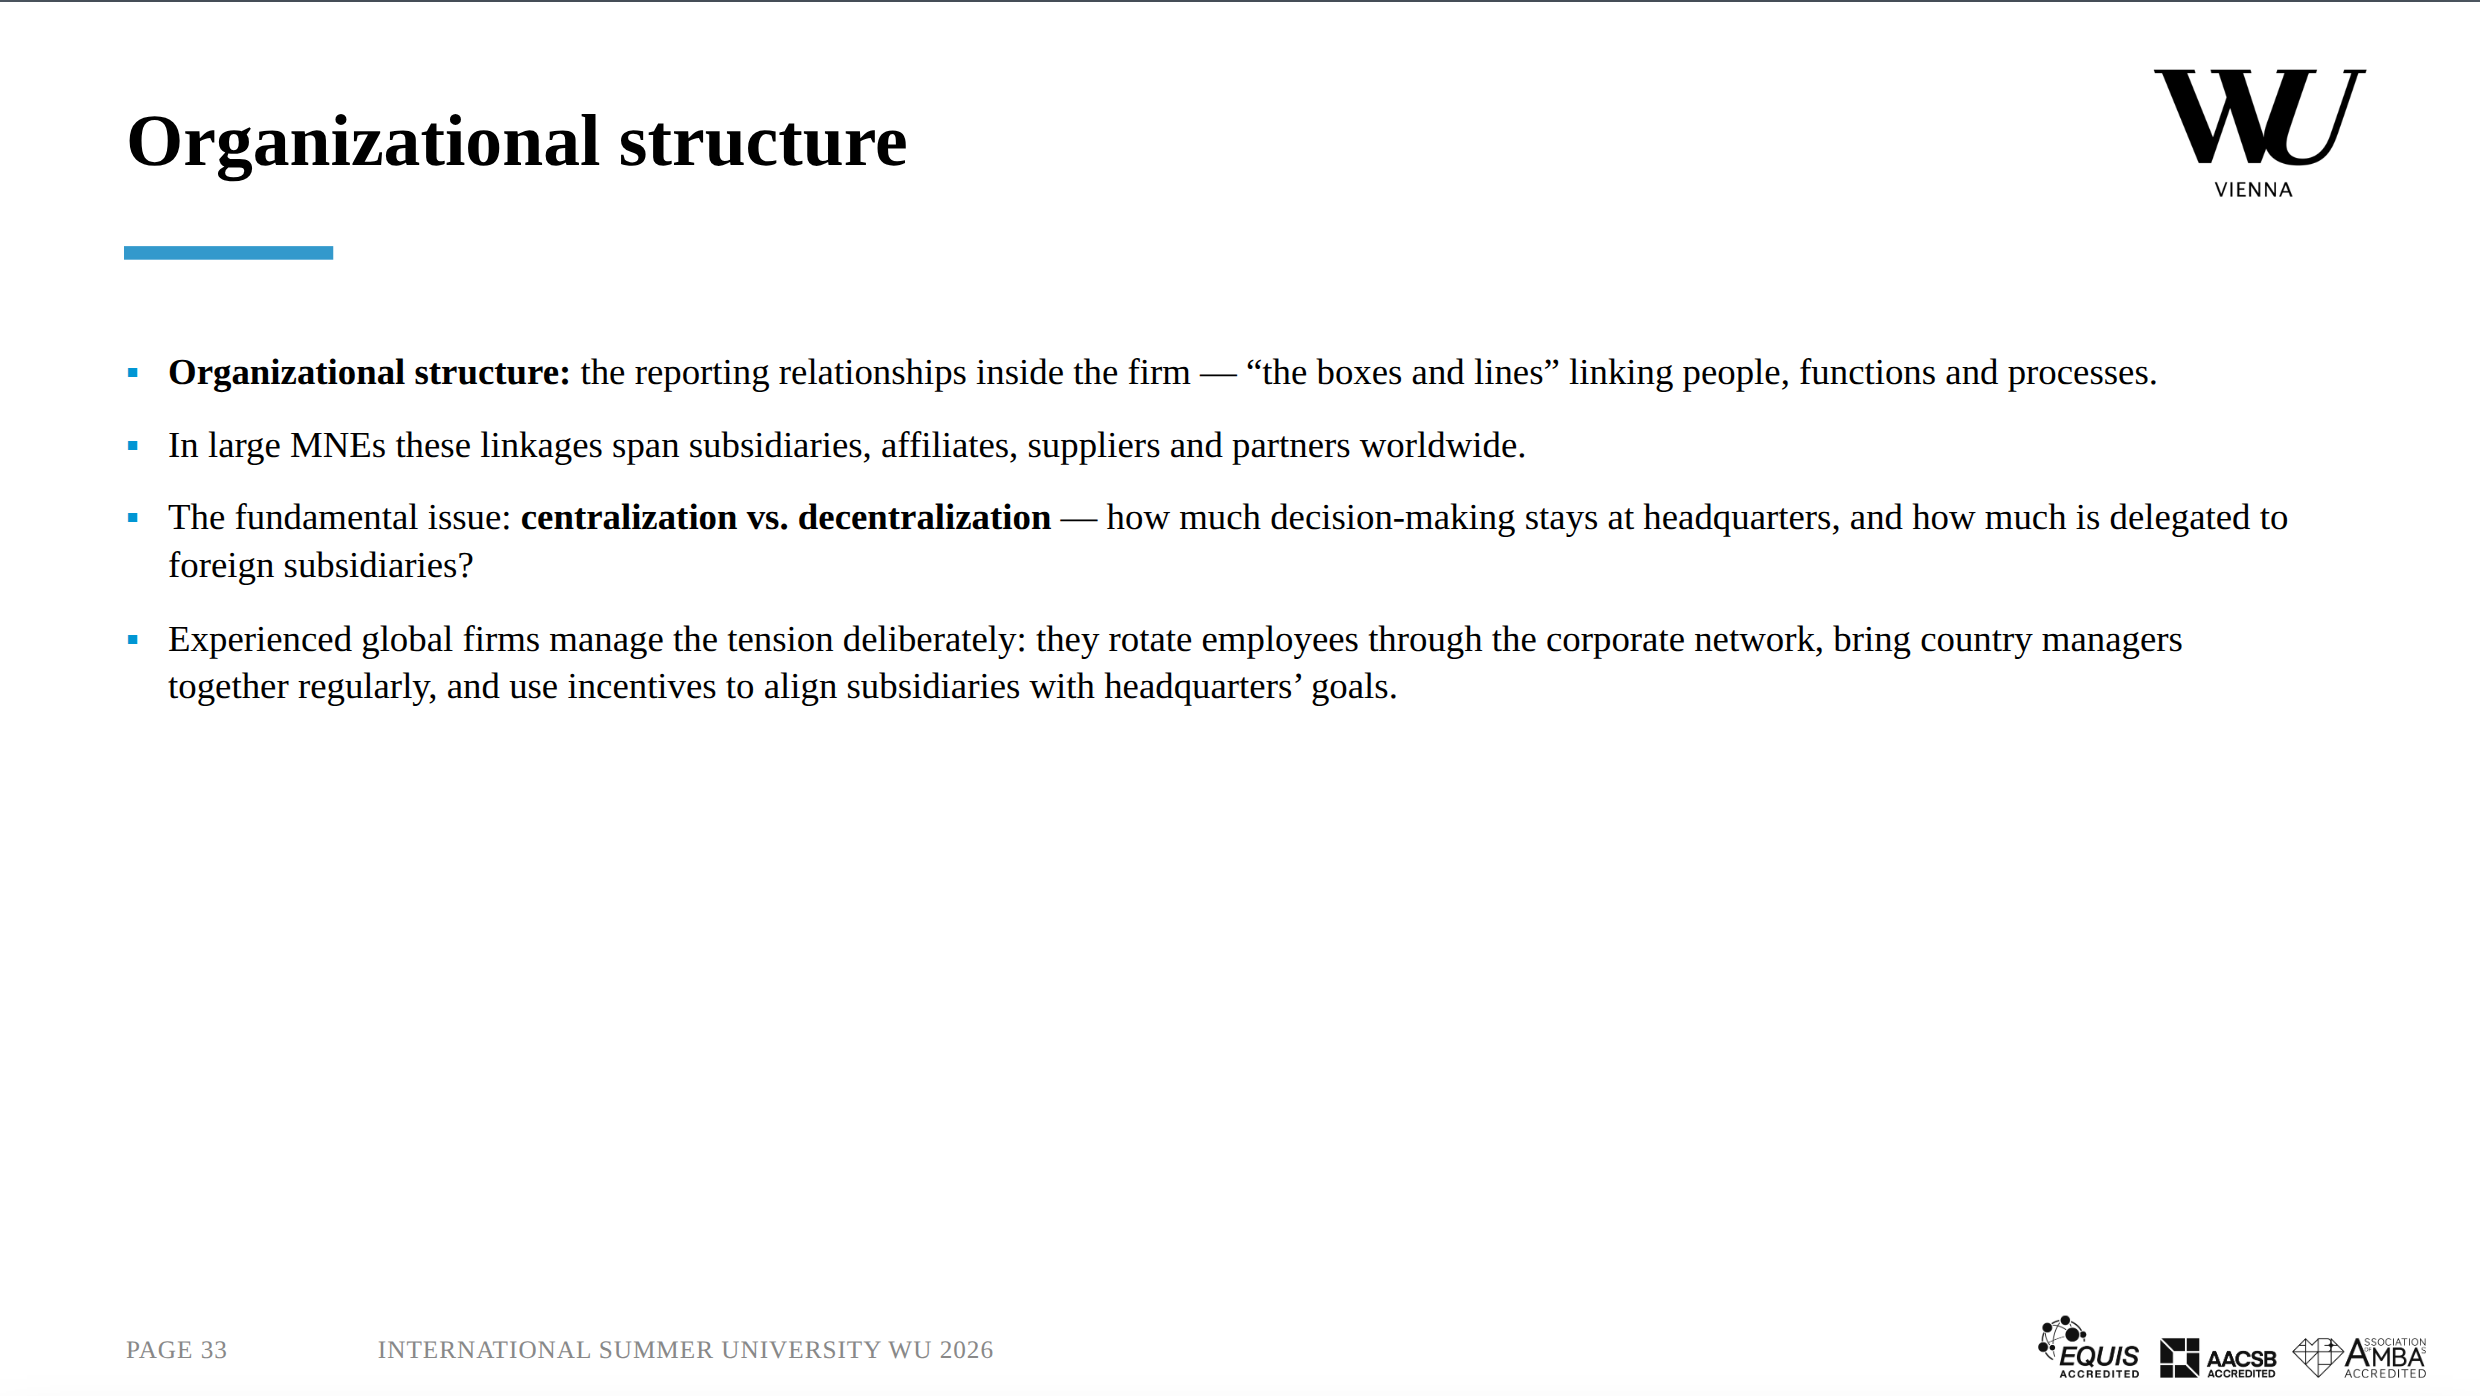 Organizational structure
WU
VIENNA
▪ Organizational structure: the reporting relationships inside the firm — “the boxes and lines” linking people, functions and processes.
▪ In large MNEs these linkages span subsidiaries, affiliates, suppliers and partners worldwide.
▪ The fundamental issue: centralization vs. decentralization — how much decision-making stays at headquarters, and how much is delegated to
foreign subsidiaries?
▪ Experienced global firms manage the tension deliberately: they rotate employees through the corporate network, bring country managers
together regularly, and use incentives to align subsidiaries with headquarters’ goals.
PAGE 33 INTERNATIONAL SUMMER UNIVERSITY WU 2026
EQUIS
ACCREDITED
AACSB
ACCREDITED
ASSOCIATION
OF MBAS
ACCREDITED